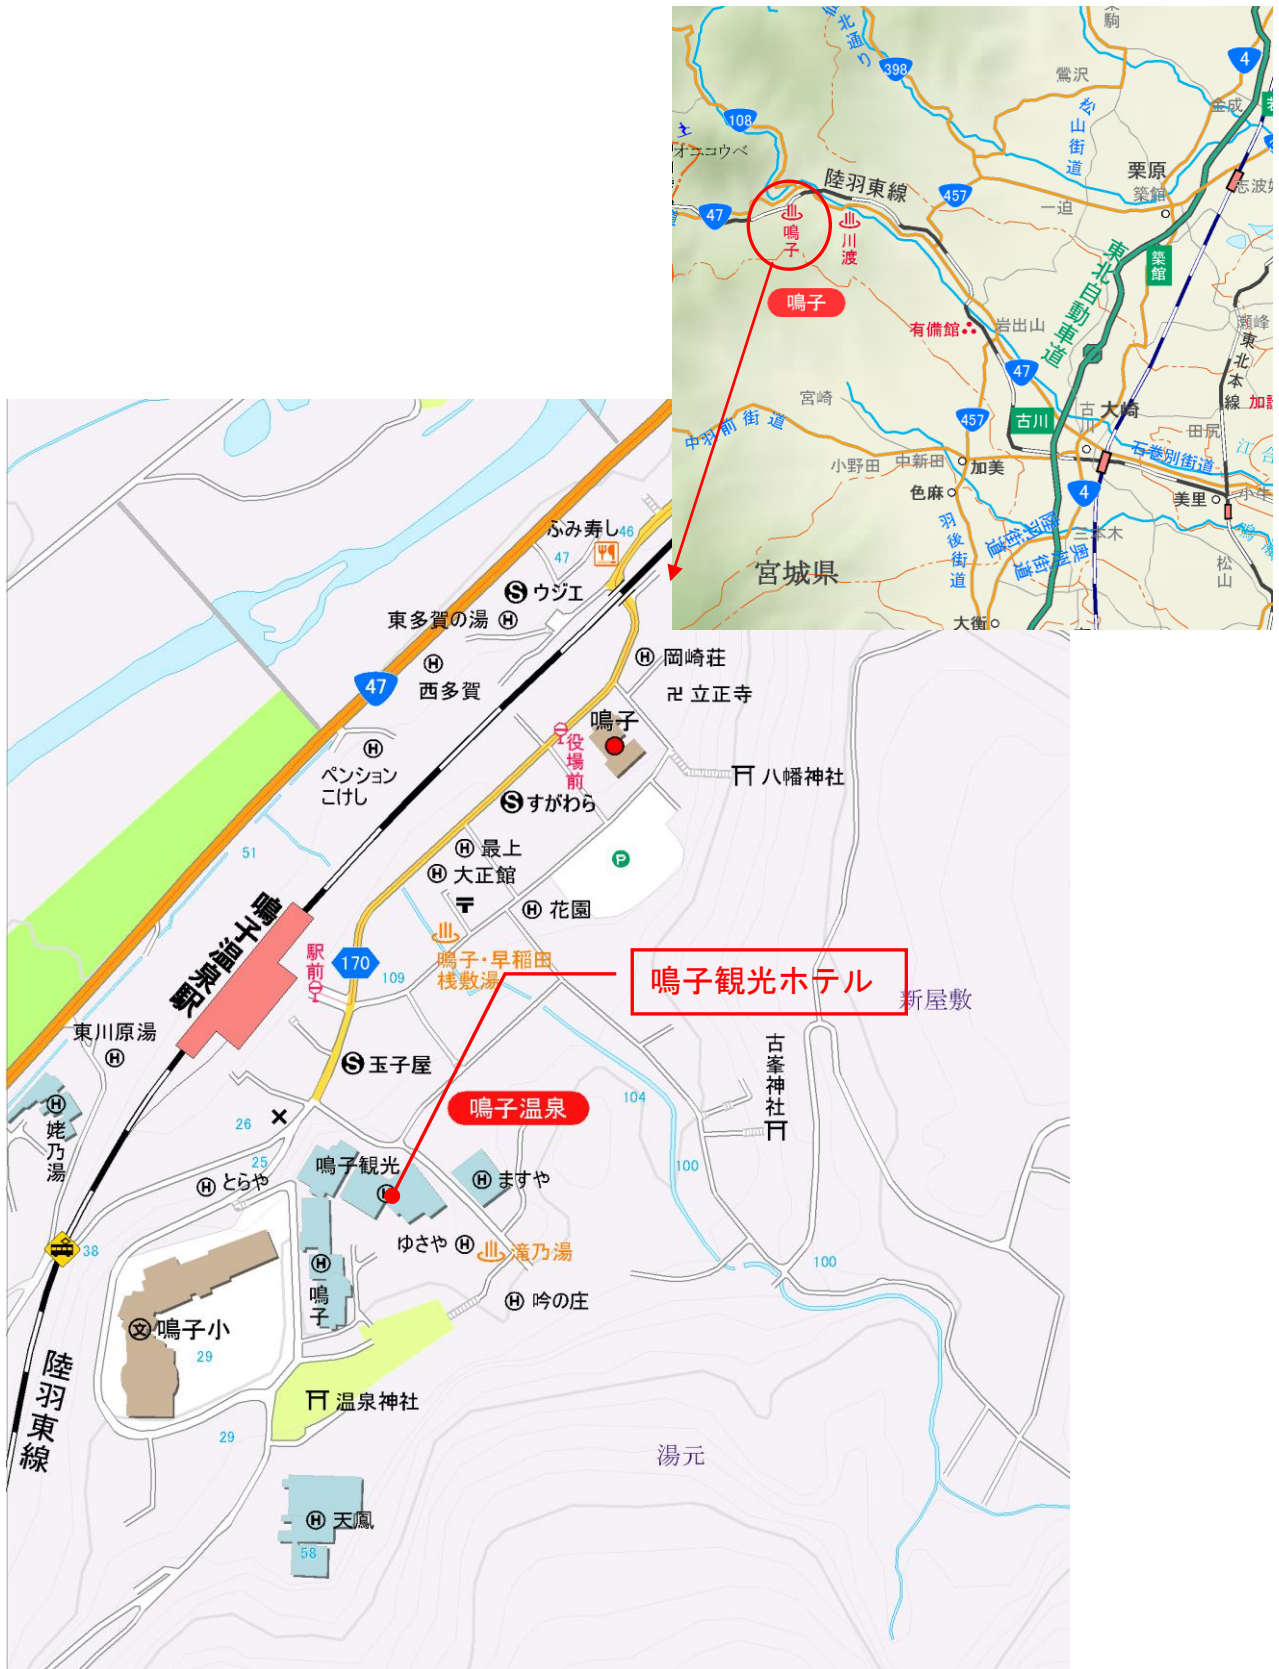 駒
北通り
398
4
鶯沢
金成
松山街道
108
オニコウベ
栗原
築館
志波姫
陸羽東線
457
一迫
47
鳴子
川渡
築館
東北自動車道
鳴子
有備館
岩出山
瀬峰
東北本線
47
宮崎
457
古川
古川
大崎
田尻
中羽前街道
小野田
中新田
加美
石巻別街道
色麻
4
美里
小牛
羽後街道
陸羽街道
奥州街道
三本木
松山
宮城県
大衡
ふみ寿し
46
47
ウジエ
東多賀の湯
西多賀
47
岡崎荘
立正寺
鳴子
役場前
ペンション
こけし
八幡神社
すがわら
51
最上
大正館
P
花園
鳴子温泉駅
駅前
170
109
鳴子・早稲田
桟敷湯
鳴子観光ホテル
新屋敷
東川原湯
玉子屋
古峯神社
姥乃湯
26
鳴子温泉
104
25
鳴子観光
100
とらや
ますや
38
ゆさや
滝乃湯
100
鳴子
吟の庄
文
鳴子小
29
陸羽東線
温泉神社
29
湯元
天鳳
58